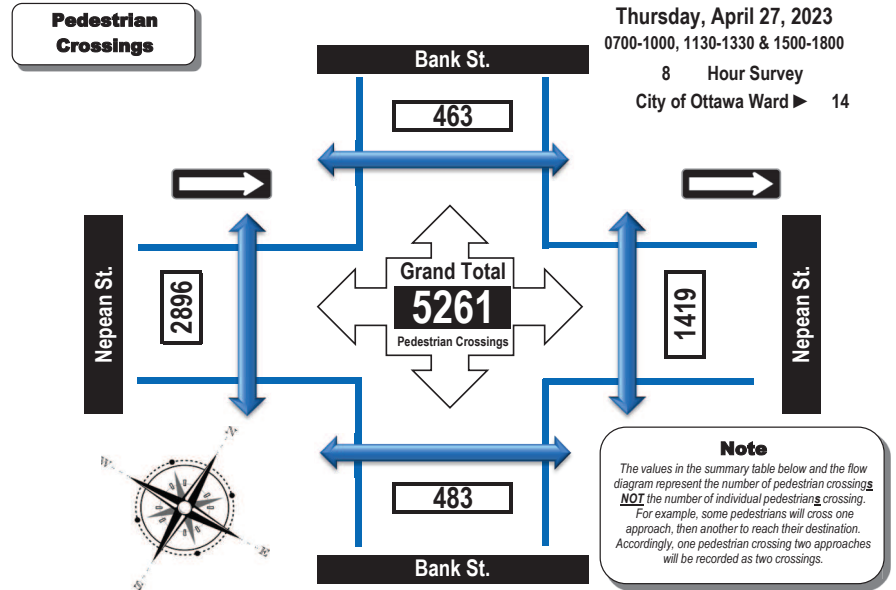 Pedestrian
Crossings
Thursday, April 27, 2023
0700-1000, 1130-1330 & 1500-1800
8 Hour Survey
City of Ottawa Ward ► 14
Bank St.
463
Nepean St.
2896
Grand Total
5261
Pedestrian Crossings
1419
Nepean St.
483
Bank St.
N
W
E
S
Note
The values in the summary table below and the flow
diagram represent the number of pedestrian crossings
NOT the number of individual pedestrians crossing.
For example, some pedestrians will cross one
approach, then another to reach their destination.
Accordingly, one pedestrian crossing two approaches
will be recorded as two crossings.